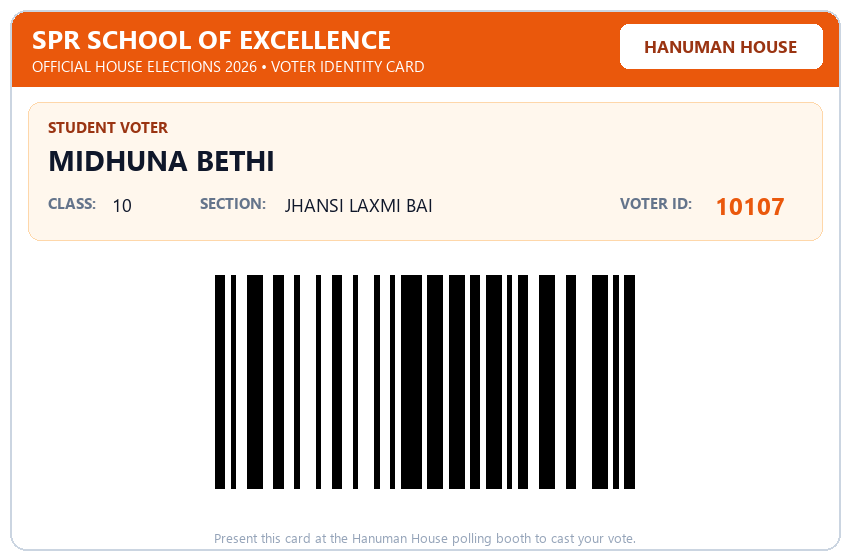 SPR SCHOOL OF EXCELLENCE
OFFICIAL HOUSE ELECTIONS 2026 • VOTER IDENTITY CARD
HANUMAN HOUSE
STUDENT VOTER
MIDHUNA BETHI
CLASS: 10 SECTION: JHANSI LAXMI BAI VOTER ID: 10107
Present this card at the Hanuman House polling booth to cast your vote.